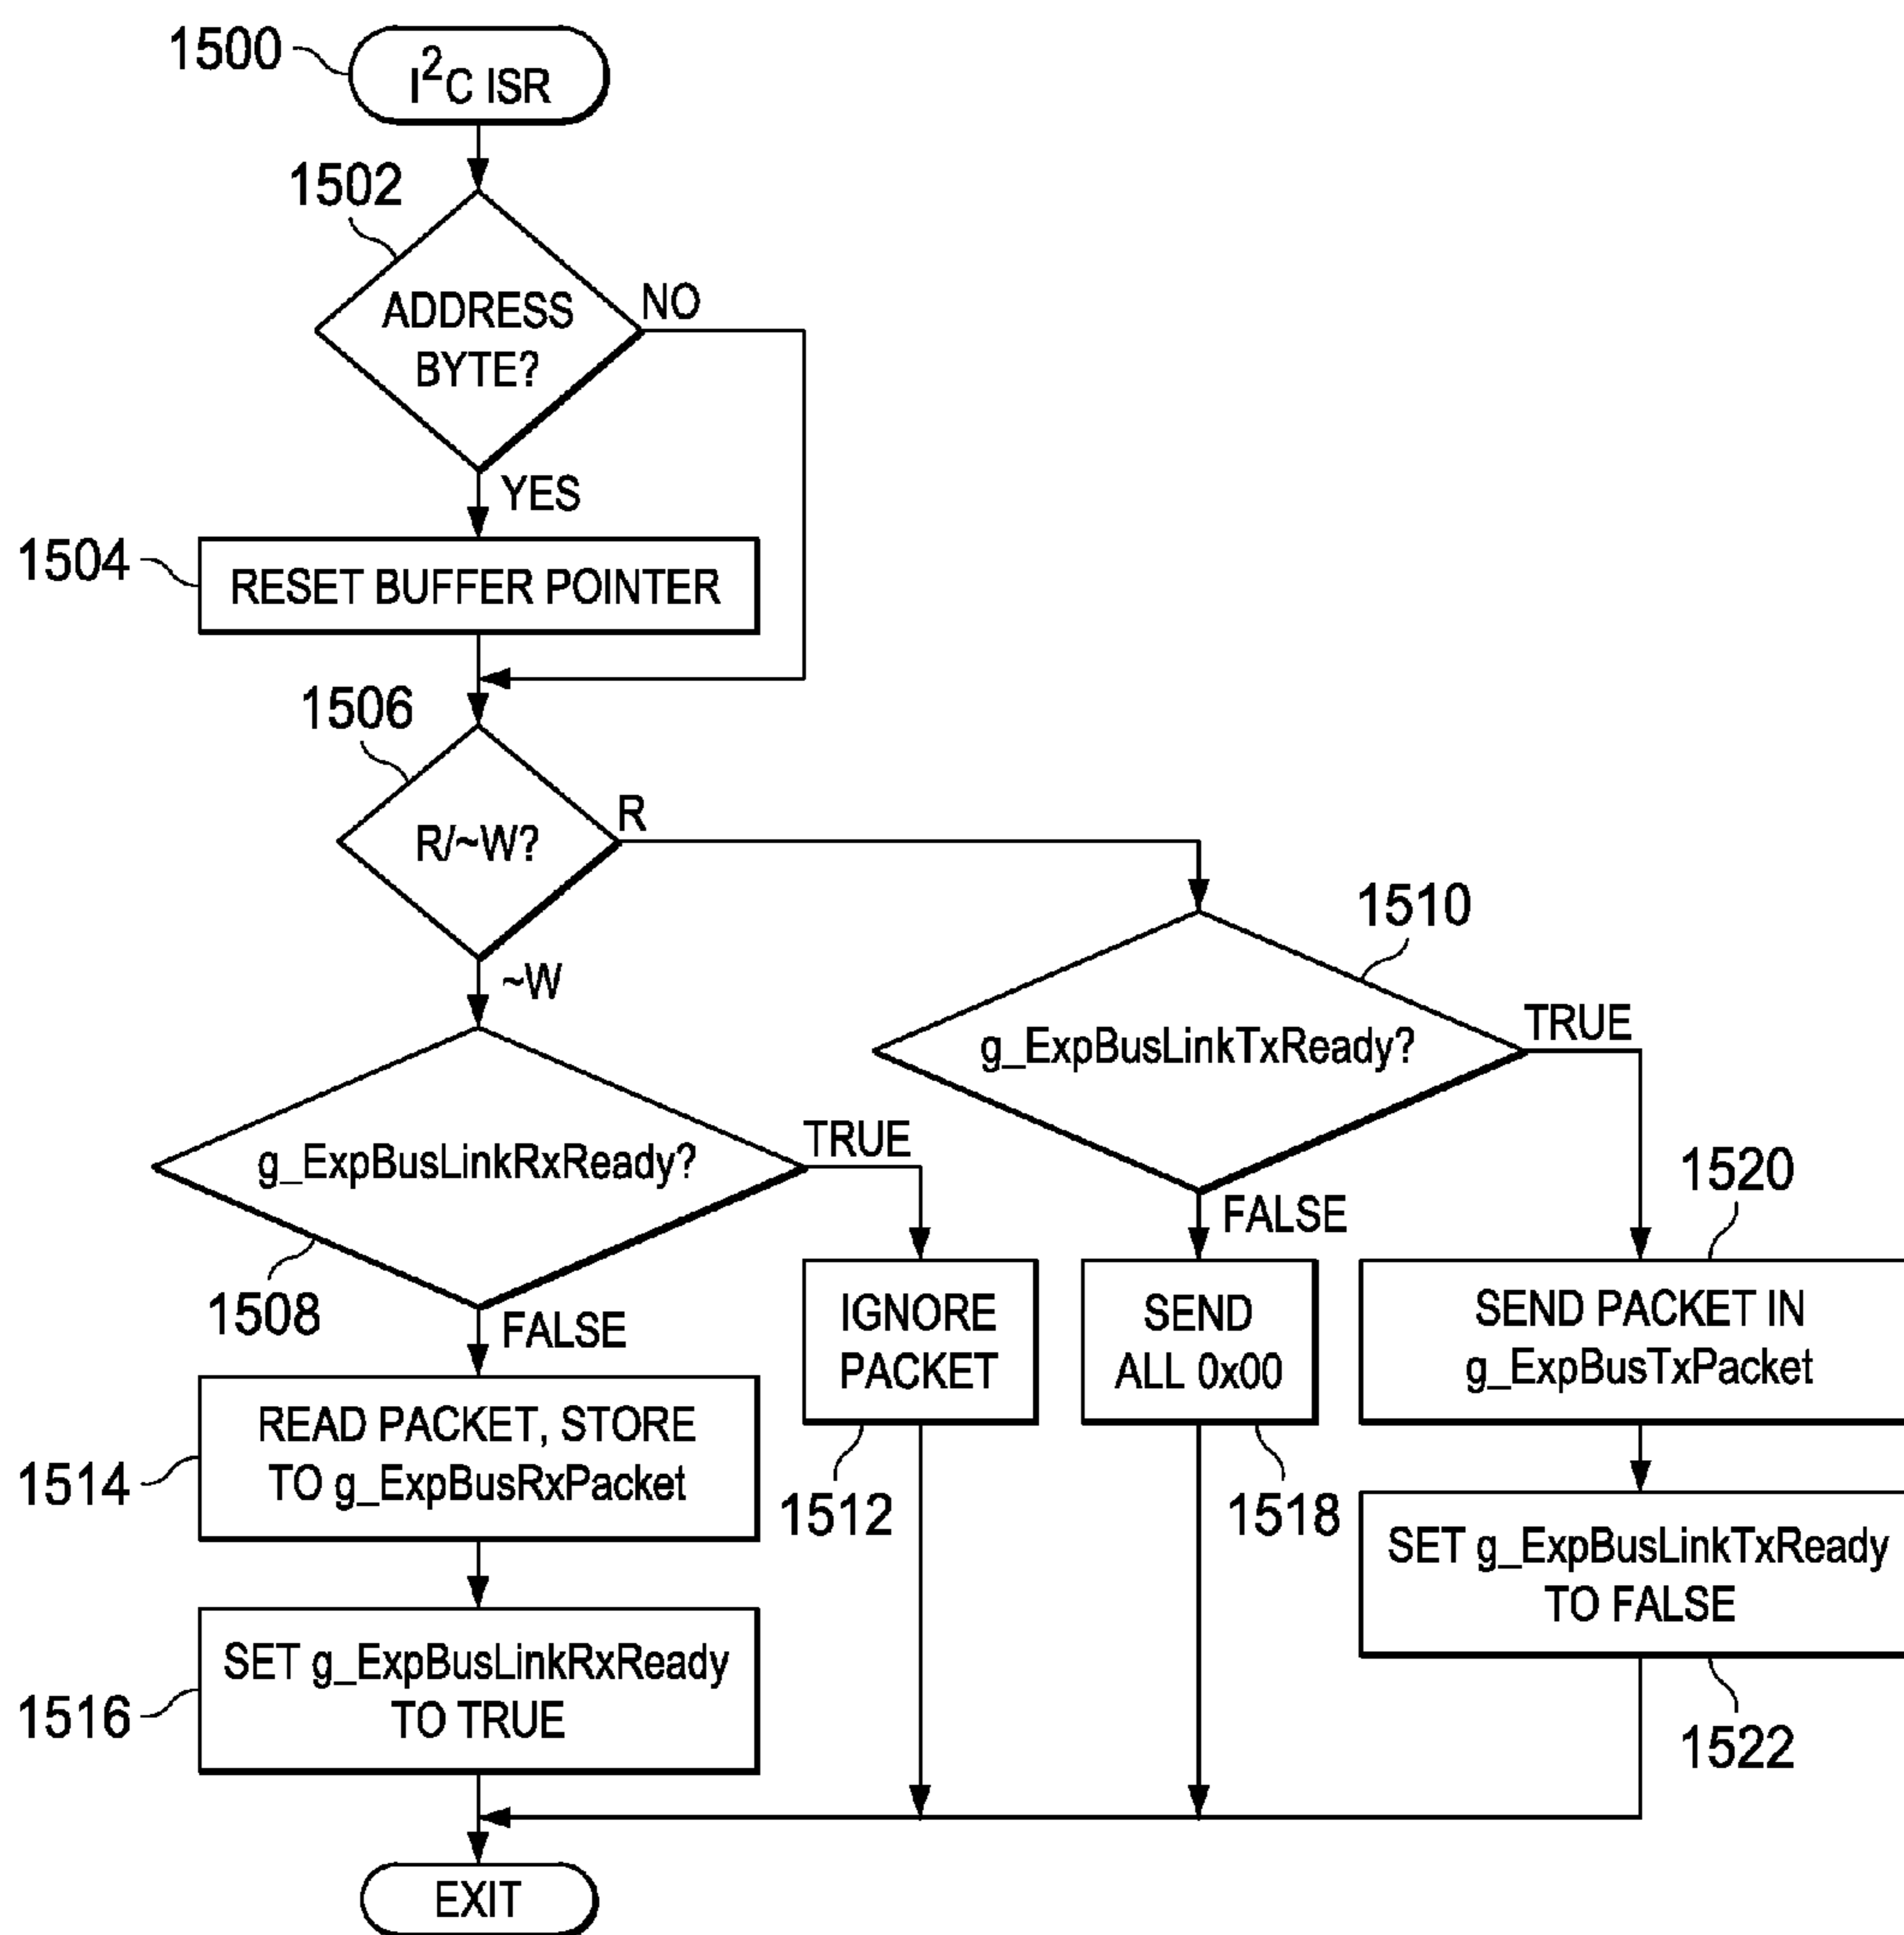 1500
I²C ISR
1502
ADDRESS
BYTE?
NO
YES
1504
RESET BUFFER POINTER
1506
R/~W?
R
~W
1510
g_ExpBusLinkTxReady?
TRUE
FALSE
g_ExpBusLinkRxReady?
TRUE
1508
FALSE
1520
IGNORE
PACKET
1512
SEND
ALL 0x00
1518
SEND PACKET IN
g_ExpBusTxPacket
READ PACKET, STORE
TO g_ExpBusRxPacket
1514
SET g_ExpBusLinkTxReady
TO FALSE
1522
SET g_ExpBusLinkRxReady
TO TRUE
1516
EXIT